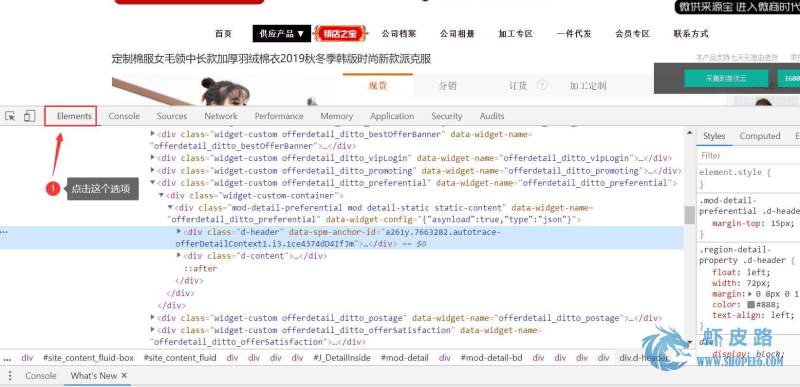 微供采源宝 进入微商时代
首页 供应产品 ▼ 镇店之宝 公司档案 公司相册 加工专区 一件代发 会员专区 联系方式
定制棉服女毛领中长款加厚羽绒棉衣2019秋冬季韩版时尚新款派克服
本产品支持七天无理由退货
现货 分销 订货 ? 加工定制
1688
Elements Console Sources Network Performance Memory Application Security Audits
<div class="widget-custom offerdetail_ditto_bestOfferBanner" data-widget-name=
"offerdetail_ditto_bestOfferBanner">…</div>
<div class="widget-custom offerdetail_ditto_vipLogin" data-widget-name="offerdetail_ditto_vipLogin">…</div>
<div class="widget-custom offerdetail_ditto_promoting" data-widget-name="offerdetail_ditto_promoting">…</div>
<div class="widget-custom offerdetail_ditto_preferential" data-widget-name="offerdetail_ditto_preferential">
<div class="widget-custom-container">
<div class="mod-detail-preferential mod detail-static static-content" data-widget-name=
"offerdetail_ditto_preferential" data-widget-config="{"asynload":true,"type":"json"}">
<div class="d-header" data-spm-anchor-id="a261y.7663282.autotrace-
offerDetailContext1.i3.1ce4374dD4IfJm">…</div> == $0
<div class="d-content">…</div>
::after
</div>
</div>
</div>
<div class="widget-custom offerdetail_ditto_postage" data-widget-name="offerdetail_ditto_postage">…</div>
<div class="widget-custom offerdetail_ditto_offerSatisfaction" data-widget-name=
"offerdetail_ditto_offerSatisfaction">…</div>
1 点击这个选项
Styles Computed
Filter
element.style {
}
.mod-detail-
preferential .d-header
margin-top: 15px;
}
.region-detail-
property .d-header {
float: left;
width: 72px;
margin: 0 8px 0 1
color: #888;
text-align: left;
}
div
display: block;
虾皮路
WWW.SHOPEE6.COM
… div #site_content_fluid-box #site_content_fluid div div div #J_DetailInside #mod-detail #mod-detail-bd div div div div.d-header
Console What's New ×